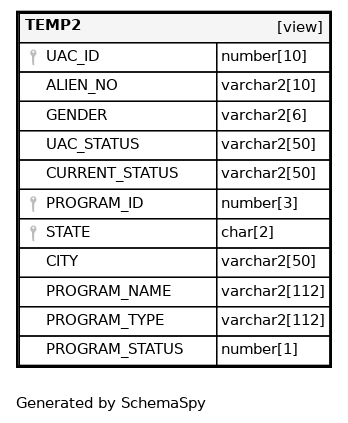 TEMP2 [view]
UAC_ID number[10]
ALIEN_NO varchar2[10]
GENDER varchar2[6]
UAC_STATUS varchar2[50]
CURRENT_STATUS varchar2[50]
PROGRAM_ID number[3]
STATE char[2]
CITY varchar2[50]
PROGRAM_NAME varchar2[112]
PROGRAM_TYPE varchar2[112]
PROGRAM_STATUS number[1]
Generated by SchemaSpy